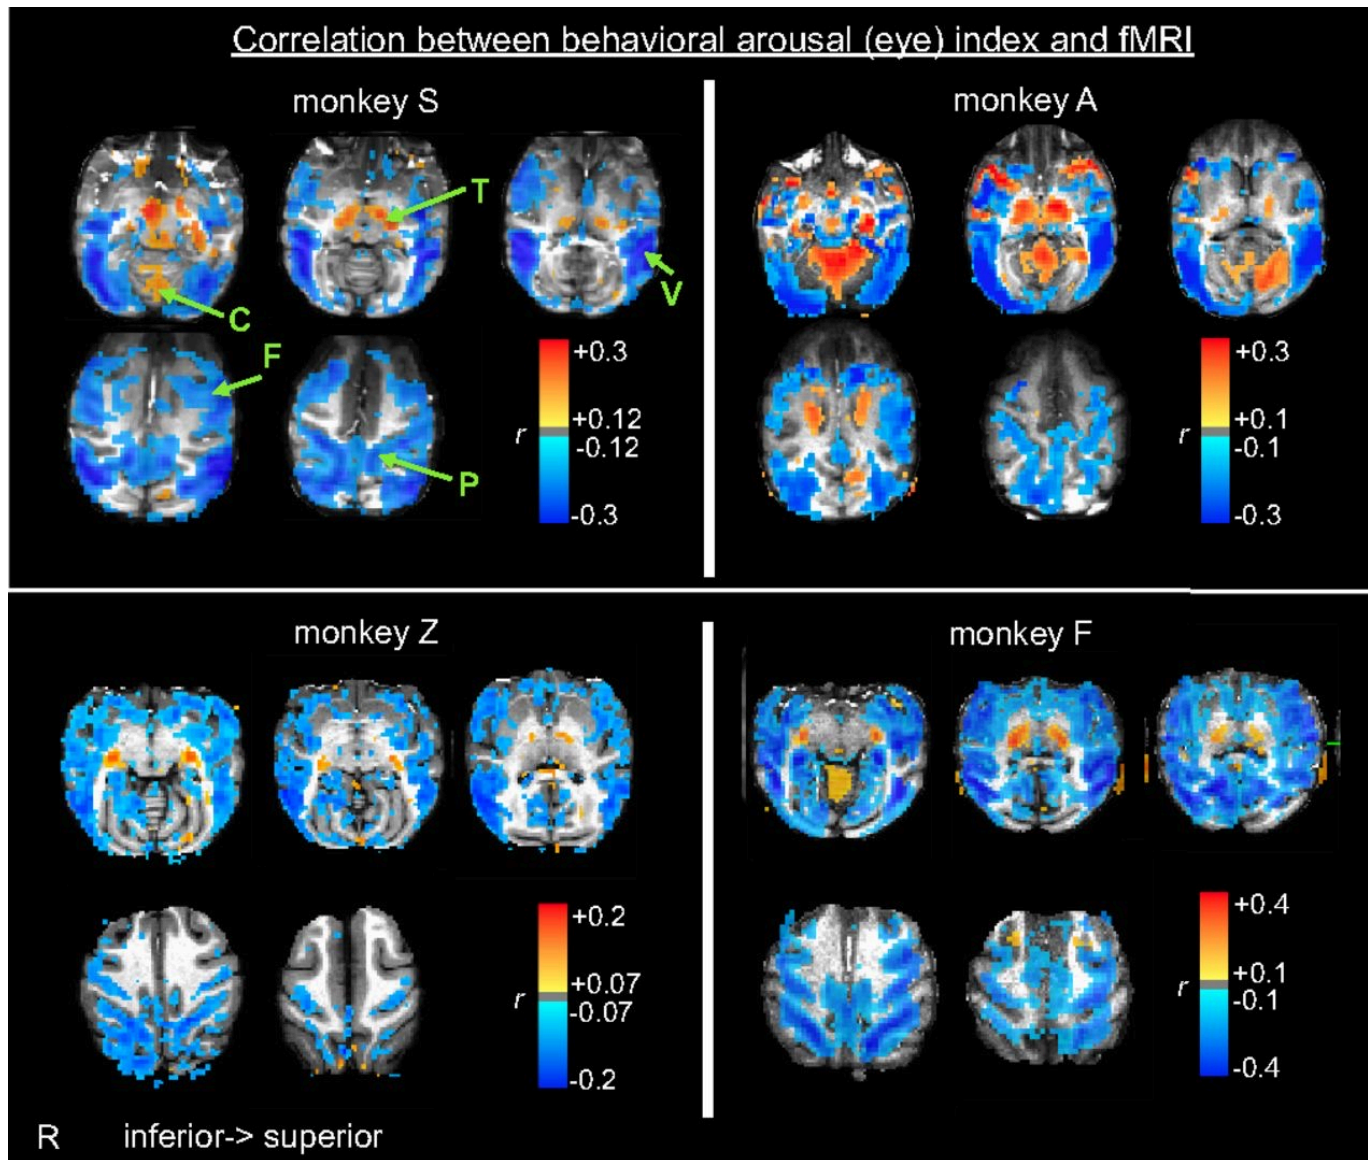 Correlation between behavioral arousal (eye) index and fMRI
monkey S
T
V
C
F
P
r
+0.3
+0.12
-0.12
-0.3
monkey A
r
+0.3
+0.1
-0.1
-0.3
monkey Z
r
+0.2
+0.07
-0.07
-0.2
monkey F
r
+0.4
+0.1
-0.1
-0.4
R inferior-> superior